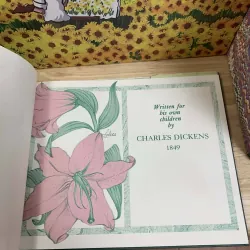 Written for
his own
children
by
CHARLES DICKENS
1849